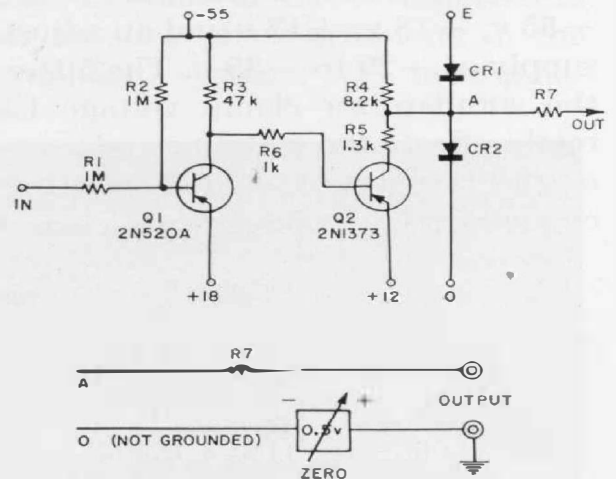 -55
E
R2
1M
R3
47k
R4
8.2k
CR1
A
R7
OUT
R5
1.3k
R6
1k
CR2
R1
1M
IN
Q1
2N520A
Q2
2N1373
+18
+12
0
R7
A
OUTPUT
- +
0.5v
0 (NOT GROUNDED)
ZERO